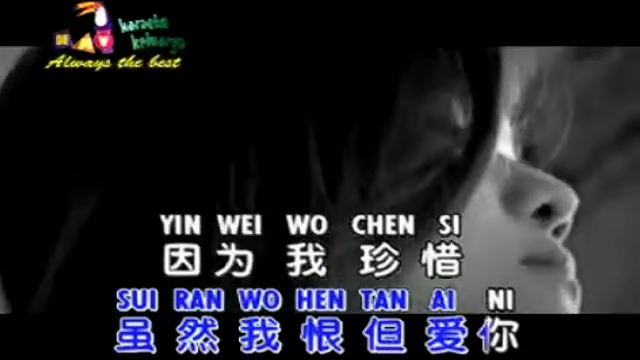 karaoke
keluarga
Always the best
YIN WEI WO CHEN SI
因为我珍惜
SUI RAN WO HEN TAN AI NI
虽然我恨但爱你